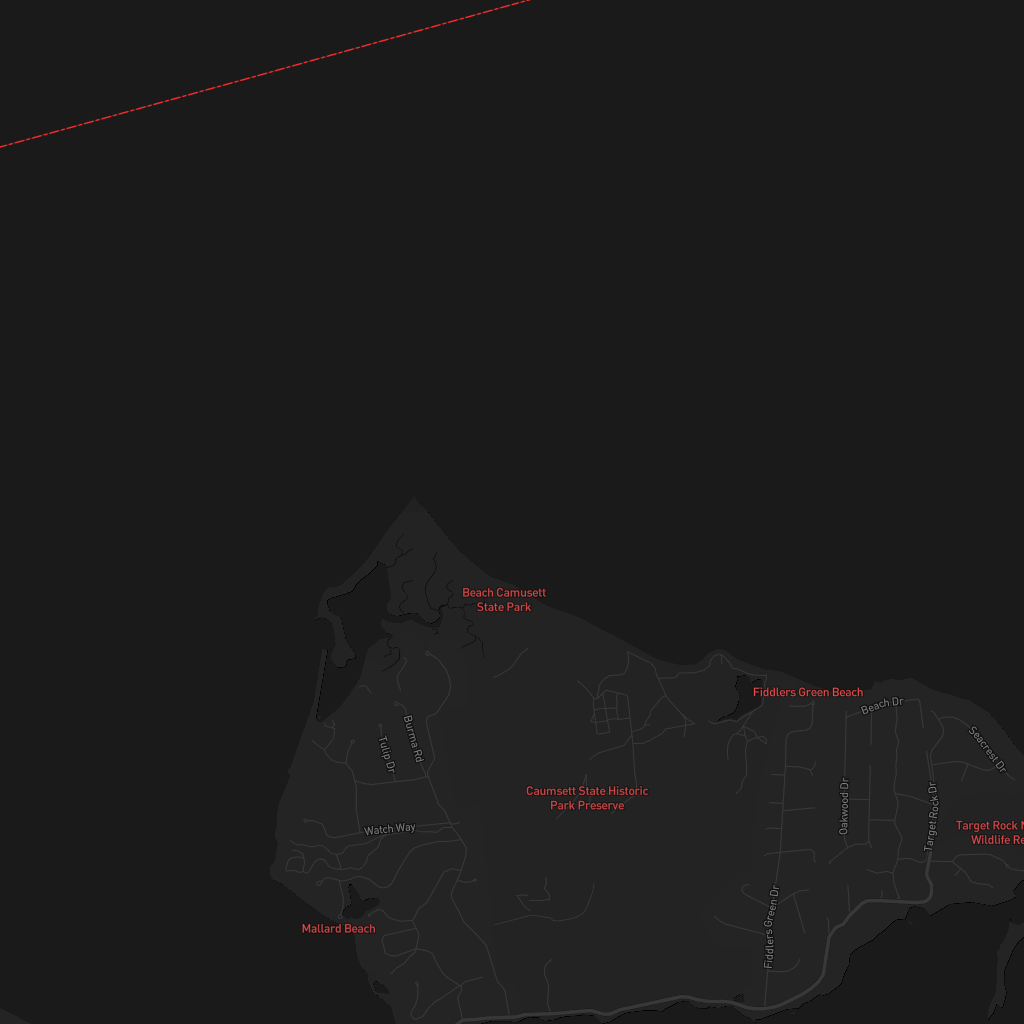 Beach Camusett
State Park
Fiddlers Green Beach
Beach Dr
Seacrest Dr
Burma Rd
Tulip Dr
Caumsett State Historic
Park Preserve
Oakwood Dr
Target Rock Dr
Watch Way
Target Rock
Wildlife
Fiddlers Green Dr
Mallard Beach